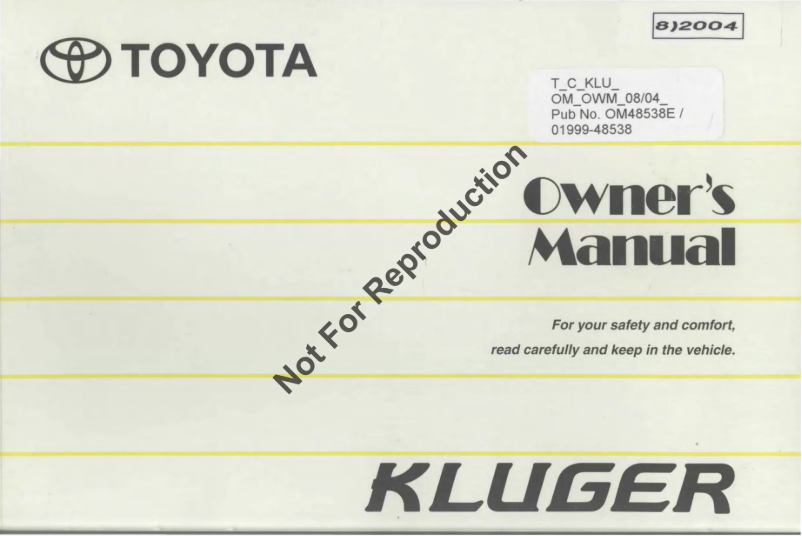 8)2004
TOYOTA
T_C_KLU_
OM_OWM_08/04_
Pub No. OM48538E /
01999-48538
Owner's
Manual
Not For Reproduction
For your safety and comfort,
read carefully and keep in the vehicle.
KLUGER